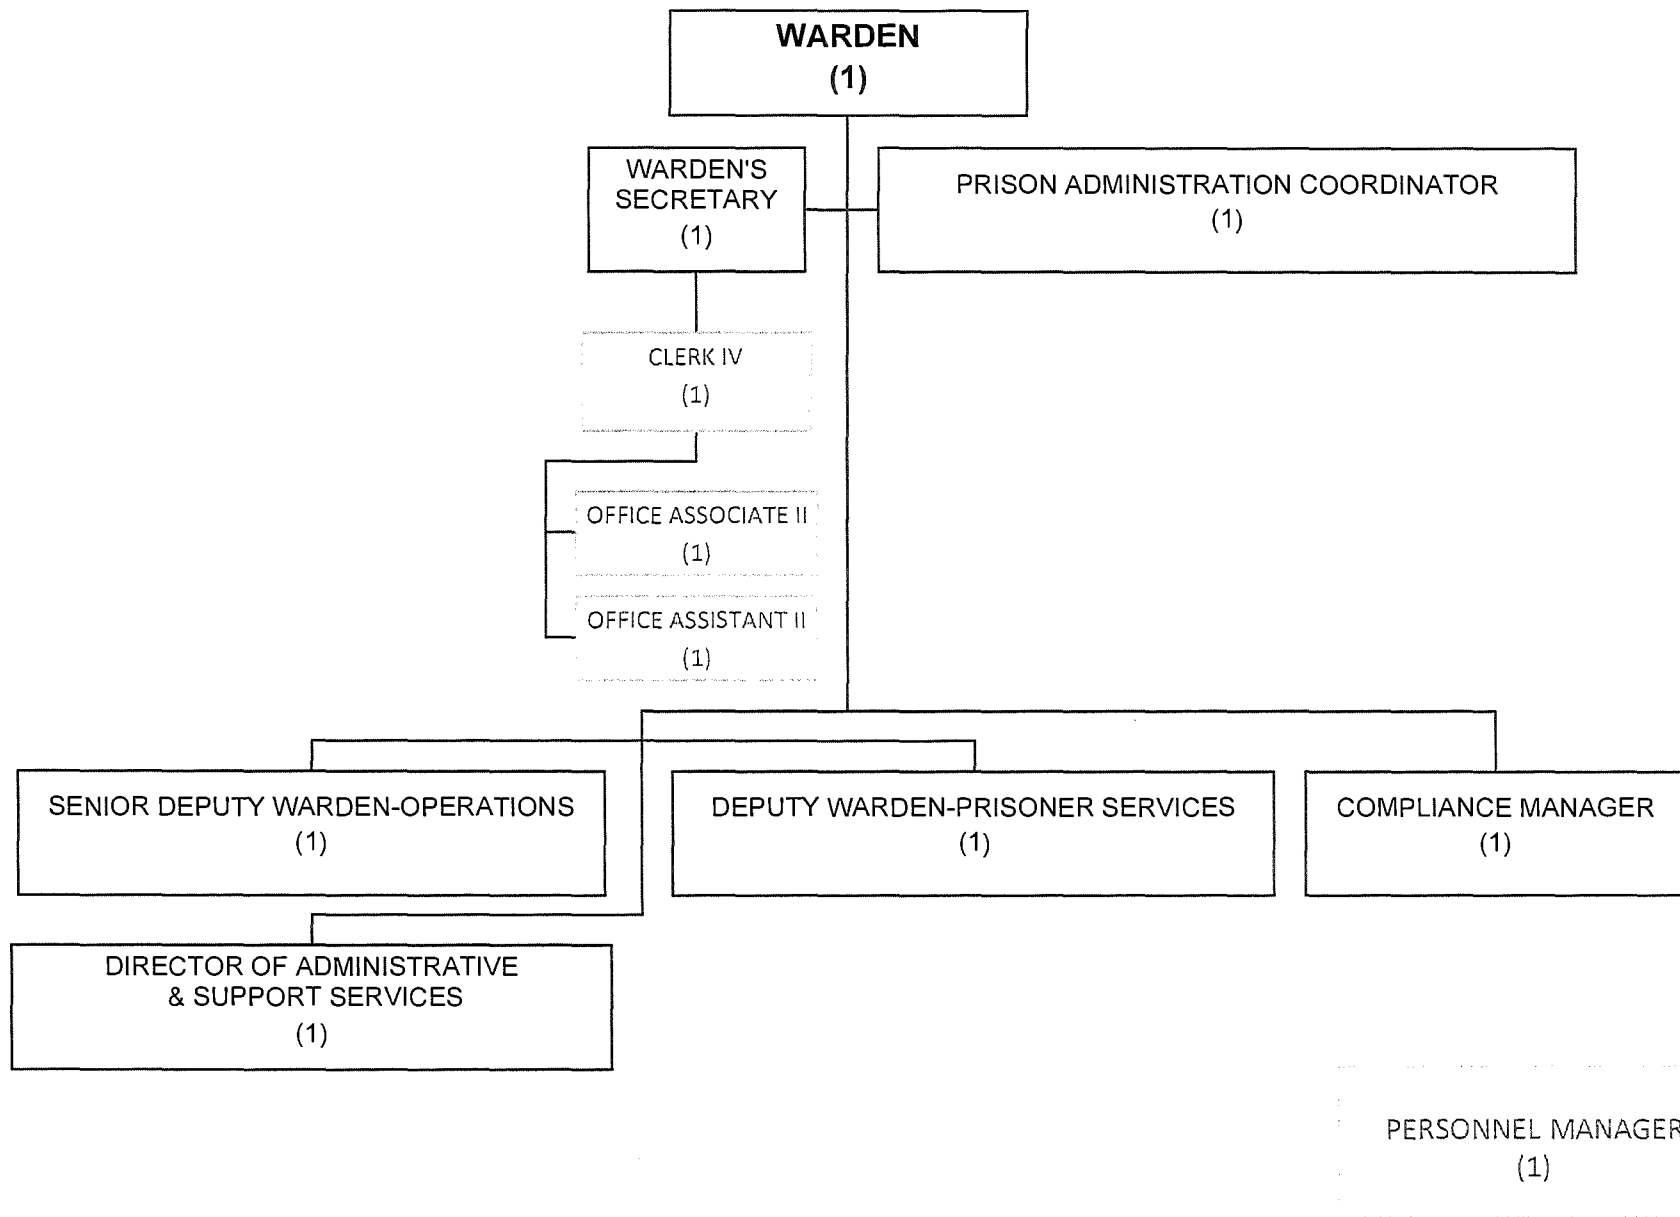 WARDEN
(1)
WARDEN'S
SECRETARY
(1)
PRISON ADMINISTRATION COORDINATOR
(1)
CLERK IV
(1)
OFFICE ASSOCIATE II
(1)
OFFICE ASSISTANT II
(1)
SENIOR DEPUTY WARDEN-OPERATIONS
(1)
DEPUTY WARDEN-PRISONER SERVICES
(1)
COMPLIANCE MANAGER
(1)
DIRECTOR OF ADMINISTRATIVE
& SUPPORT SERVICES
(1)
PERSONNEL MANAGER
(1)